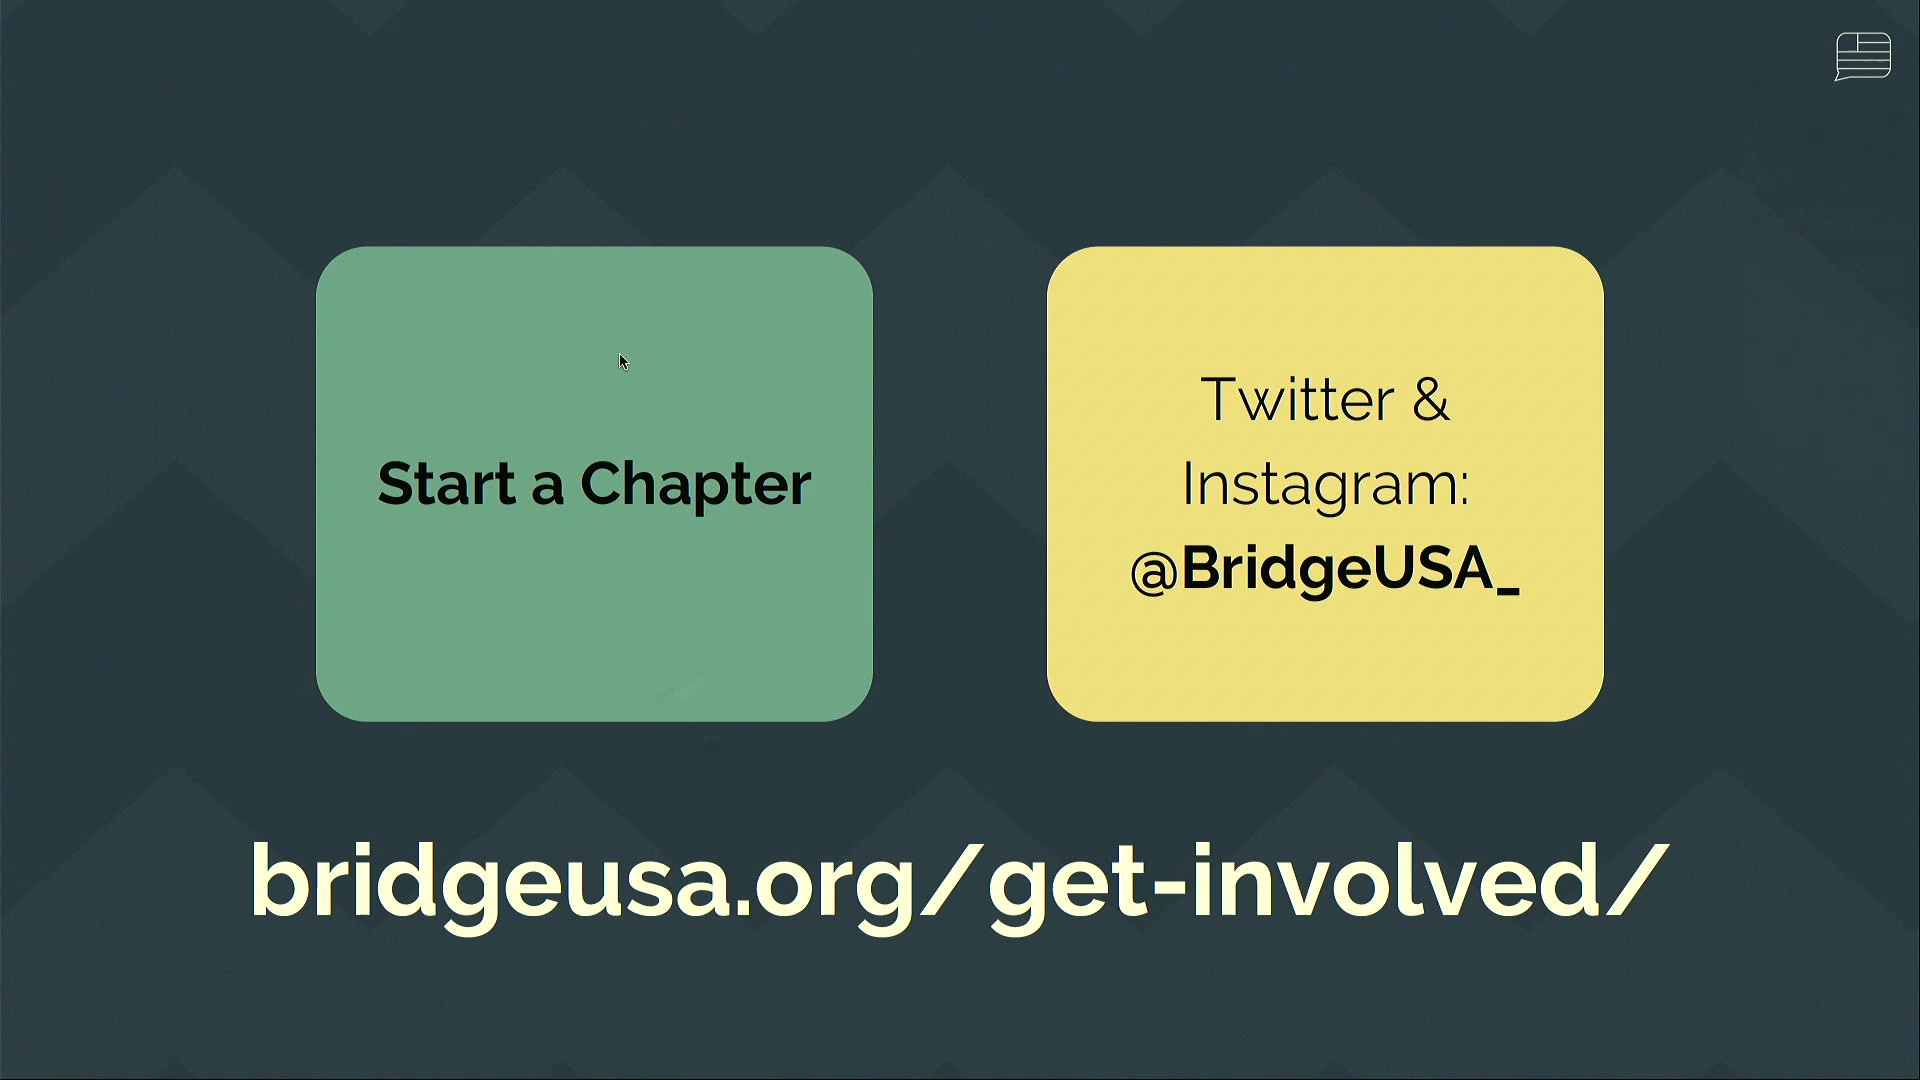 Start a Chapter
Twitter &
Instagram:
@BridgeUSA_
bridgeusa.org/get-involved/